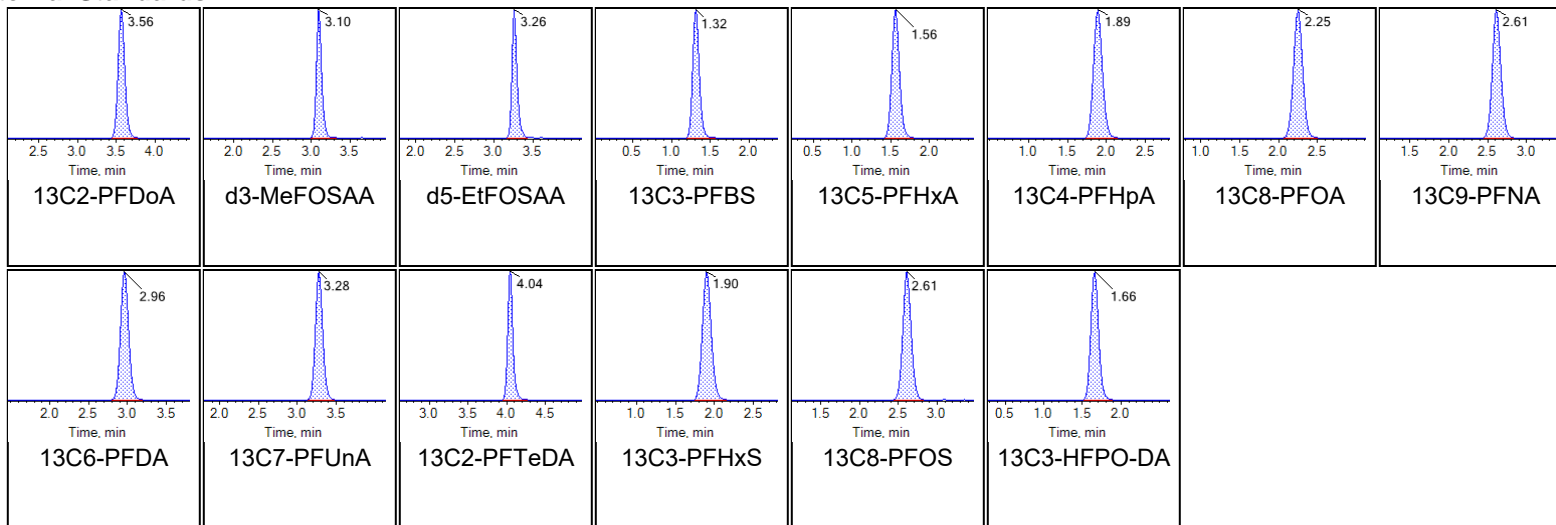 3.56 3.10 3.26 1.32 1.56 1.89 2.25 2.61
2.5 3.0 3.5 4.0 2.0 2.5 3.0 3.5 2.0 2.5 3.0 3.5 0.5 1.0 1.5 2.0 0.5 1.0 1.5 2.0 1.0 1.5 2.0 2.5 1.0 1.5 2.0 2.5 1.5 2.0 2.5 3.0
Time, min Time, min Time, min Time, min Time, min Time, min Time, min Time, min
13C2-PFDoA d3-MeFOSAA d5-EtFOSAA 13C3-PFBS 13C5-PFHxA 13C4-PFHpA 13C8-PFOA 13C9-PFNA
2.96 3.28 4.04 1.90 2.61 1.66
2.0 2.5 3.0 3.5 2.0 2.5 3.0 3.5 3.0 3.5 4.0 4.5 1.0 1.5 2.0 2.5 1.5 2.0 2.5 3.0 0.5 1.0 1.5 2.0
Time, min Time, min Time, min Time, min Time, min Time, min
13C6-PFDA 13C7-PFUnA 13C2-PFTeDA 13C3-PFHxS 13C8-PFOS 13C3-HFPO-DA